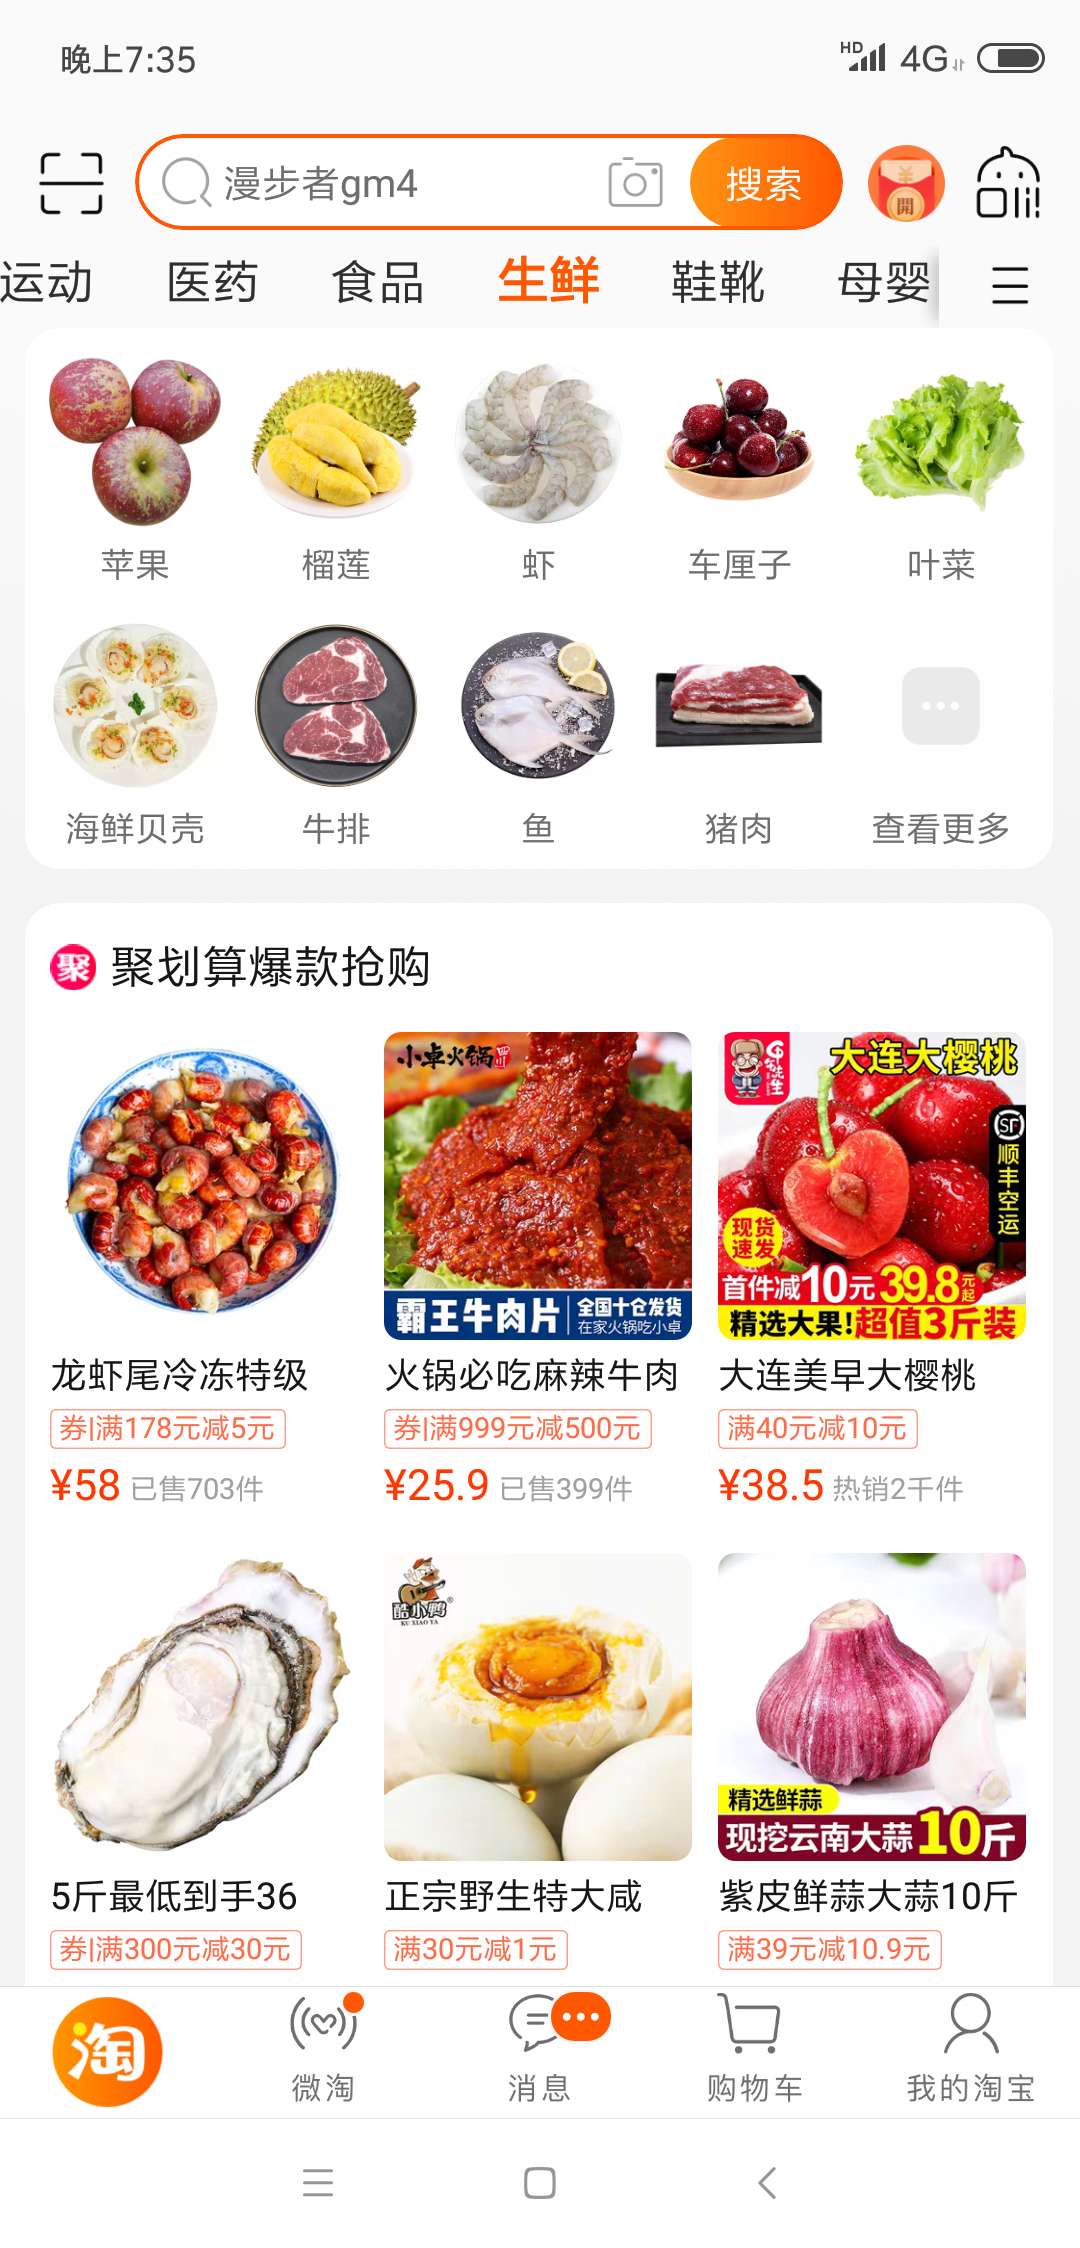 晚上7:35
HD 4G
漫步者gm4 搜索
¥ 開
运动 医药 食品 生鲜 鞋靴 母婴
苹果 榴莲 虾 车厘子 叶菜
海鲜贝壳 牛排 鱼 猪肉 查看更多
聚 聚划算爆款抢购
小卓火锅
霸王牛肉片 全国十仓发货
在家火锅吃小卓
大连大樱桃
SF
顺丰空运
现货
速发
首件减10元 39.8元起
精选大果!超值3斤装
龙虾尾冷冻特级 火锅必吃麻辣牛肉 大连美早大樱桃
券|满178元减5元 券|满999元减500元 满40元减10元
¥58 已售703件 ¥25.9 已售399件 ¥38.5 热销2千件
酷小鸭®
KU XIAO YA
精选鲜蒜
现挖云南大蒜10斤
5斤最低到手36 正宗野生特大咸 紫皮鲜蒜大蒜10斤
券|满300元减30元 满30元减1元 满39元减10.9元
淘 微淘 消息 购物车 我的淘宝